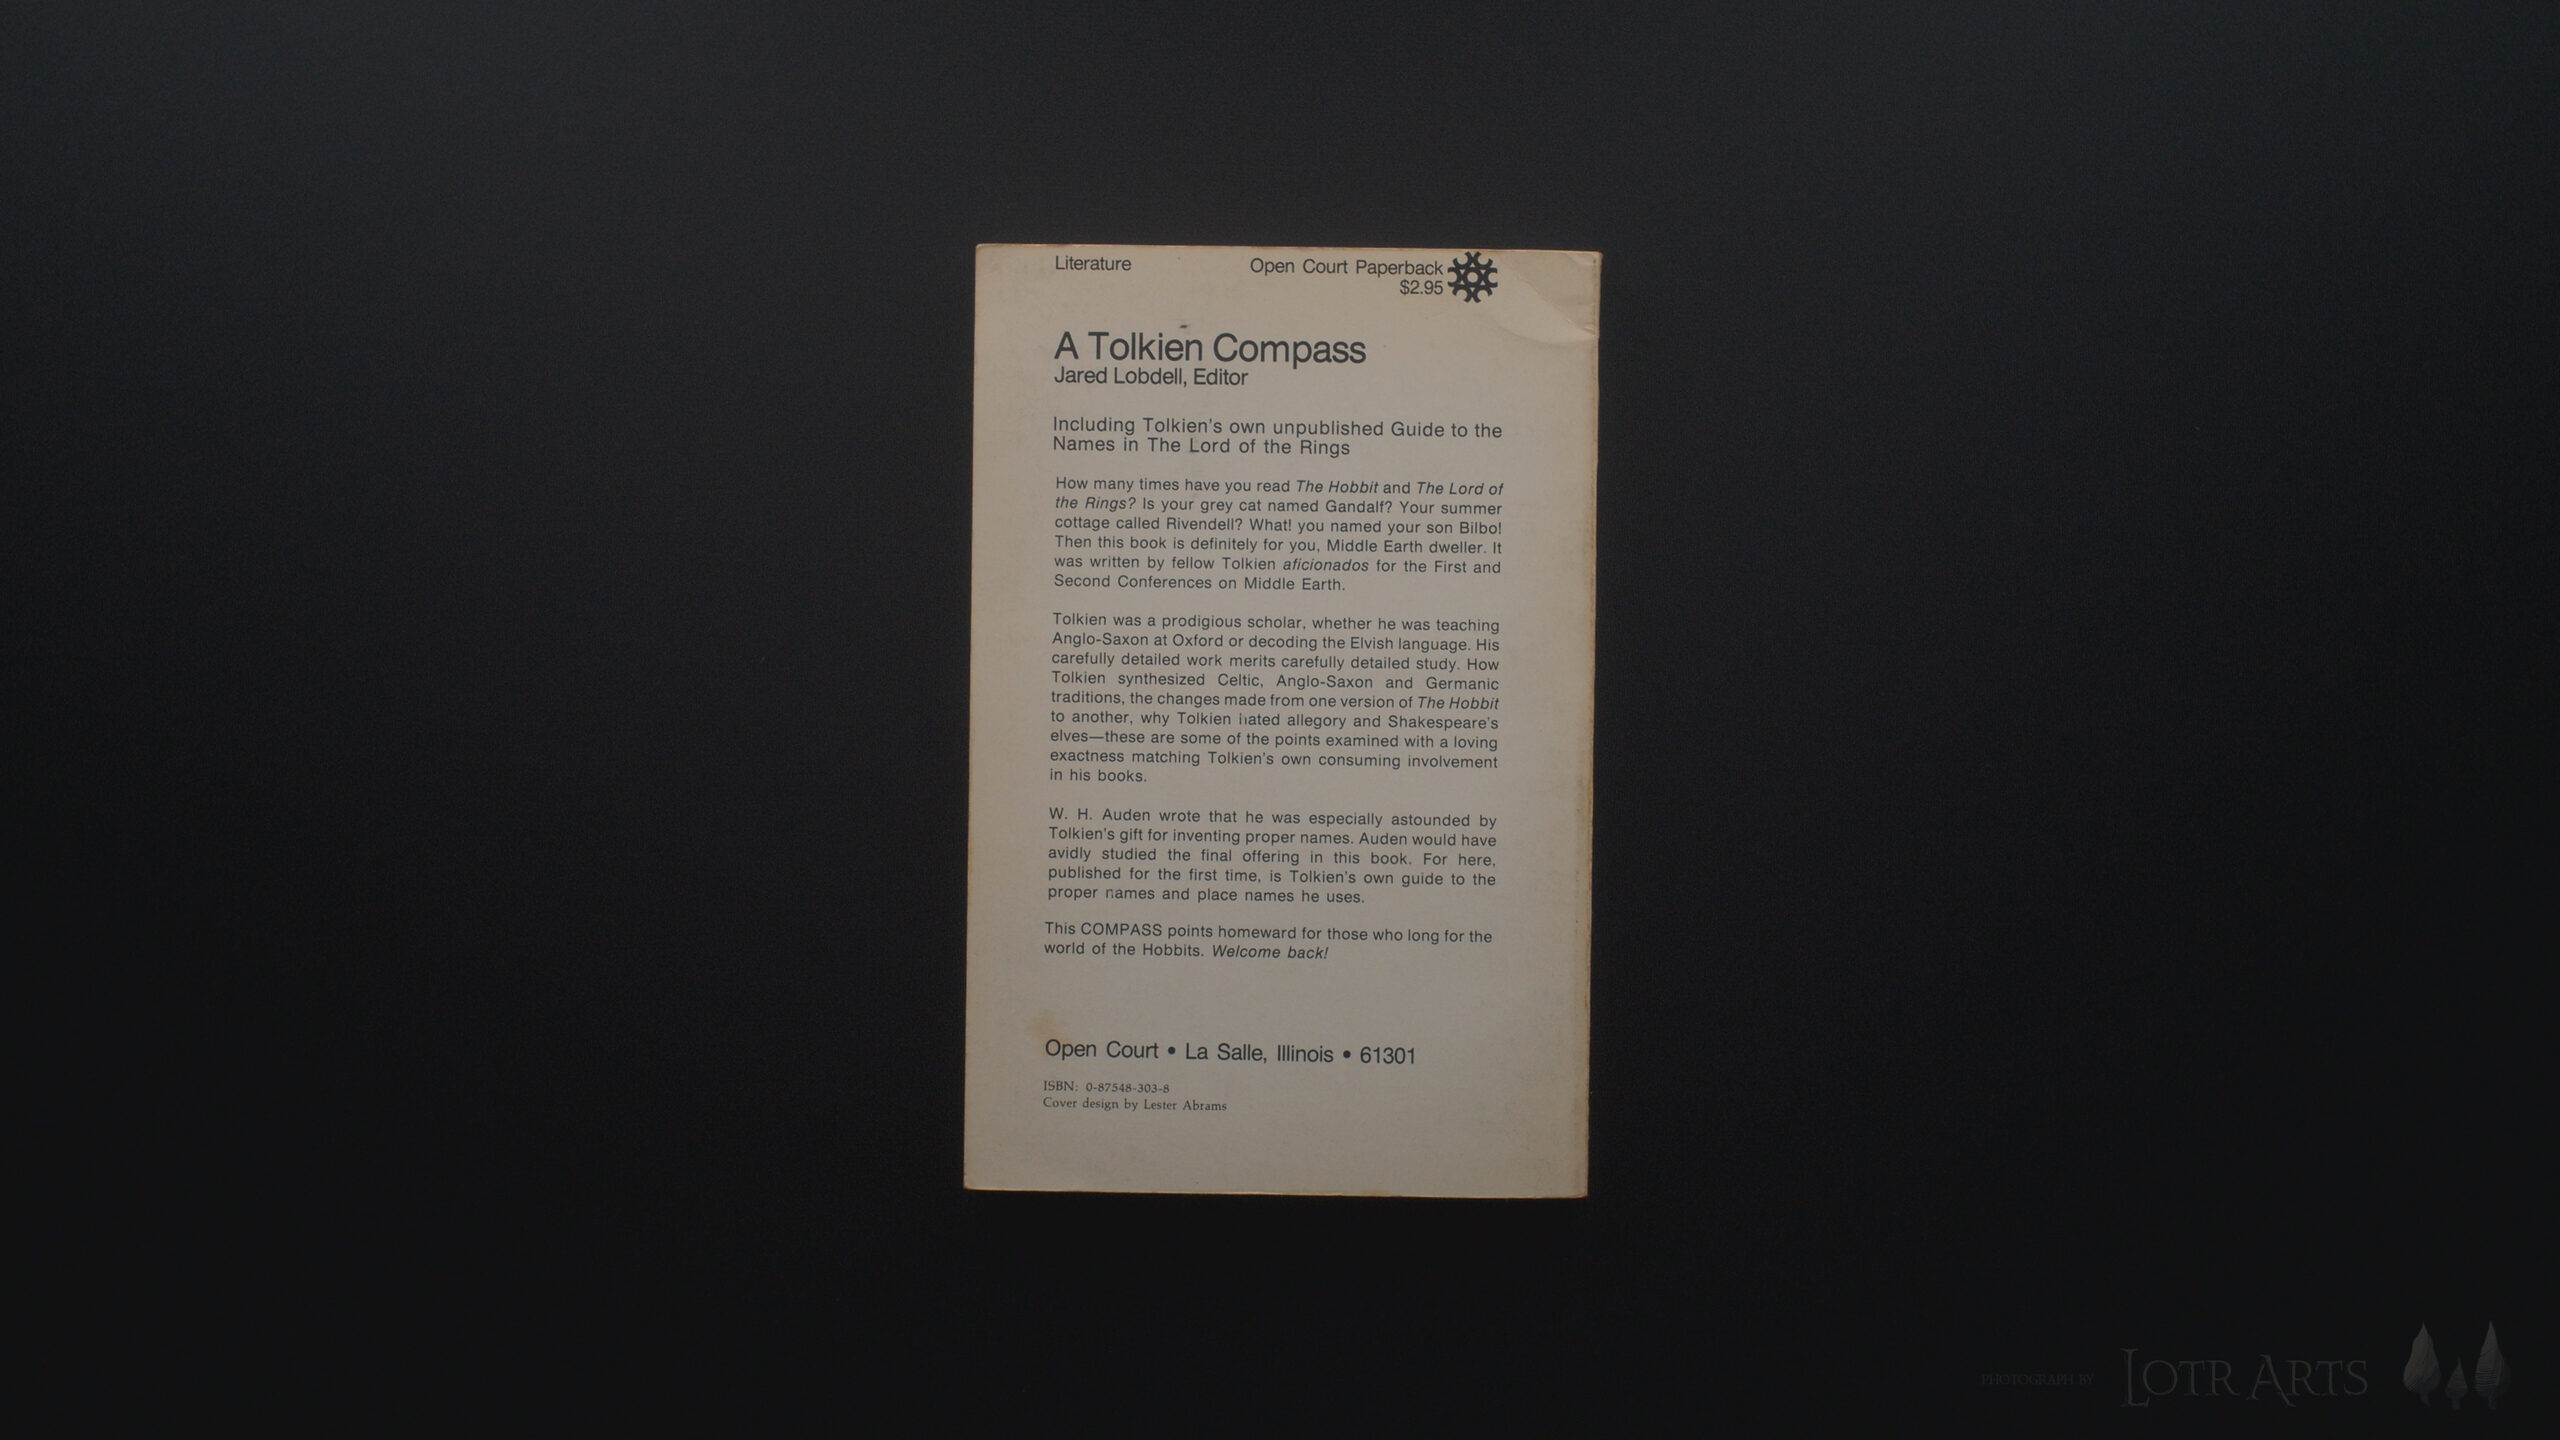 Literature
Open Court Paperback
$2.95
A Tolkien Compass
Jared Lobdell, Editor
Including Tolkien's own unpublished Guide to the
Names in The Lord of the Rings
How many times have you read The Hobbit and The Lord of
the Rings? Is your grey cat named Gandalf? Your summer
cottage called Rivendell? What! you named your son Bilbo!
Then this book is definitely for you, Middle Earth dweller. It
was written by fellow Tolkien aficionados for the First and
Second Conferences on Middle Earth.
Tolkien was a prodigious scholar, whether he was teaching
Anglo-Saxon at Oxford or decoding the Elvish language. His
carefully detailed work merits carefully detailed study. How
Tolkien synthesized Celtic, Anglo-Saxon and Germanic
traditions, the changes made from one version of The Hobbit
to another, why Tolkien hated allegory and Shakespeare's
elves—these are some of the points examined with a loving
exactness matching Tolkien's own consuming involvement
in his books.
W. H. Auden wrote that he was especially astounded by
Tolkien's gift for inventing proper names. Auden would have
avidly studied the final offering in this book. For here,
published for the first time, is Tolkien's own guide to the
proper names and place names he uses.
This COMPASS points homeward for those who long for the
world of the Hobbits. Welcome back!
Open Court • La Salle, Illinois • 61301
ISBN: 0-87548-303-8
Cover design by Lester Abrams
PHOTOGRAPH BY LOTR ARTS